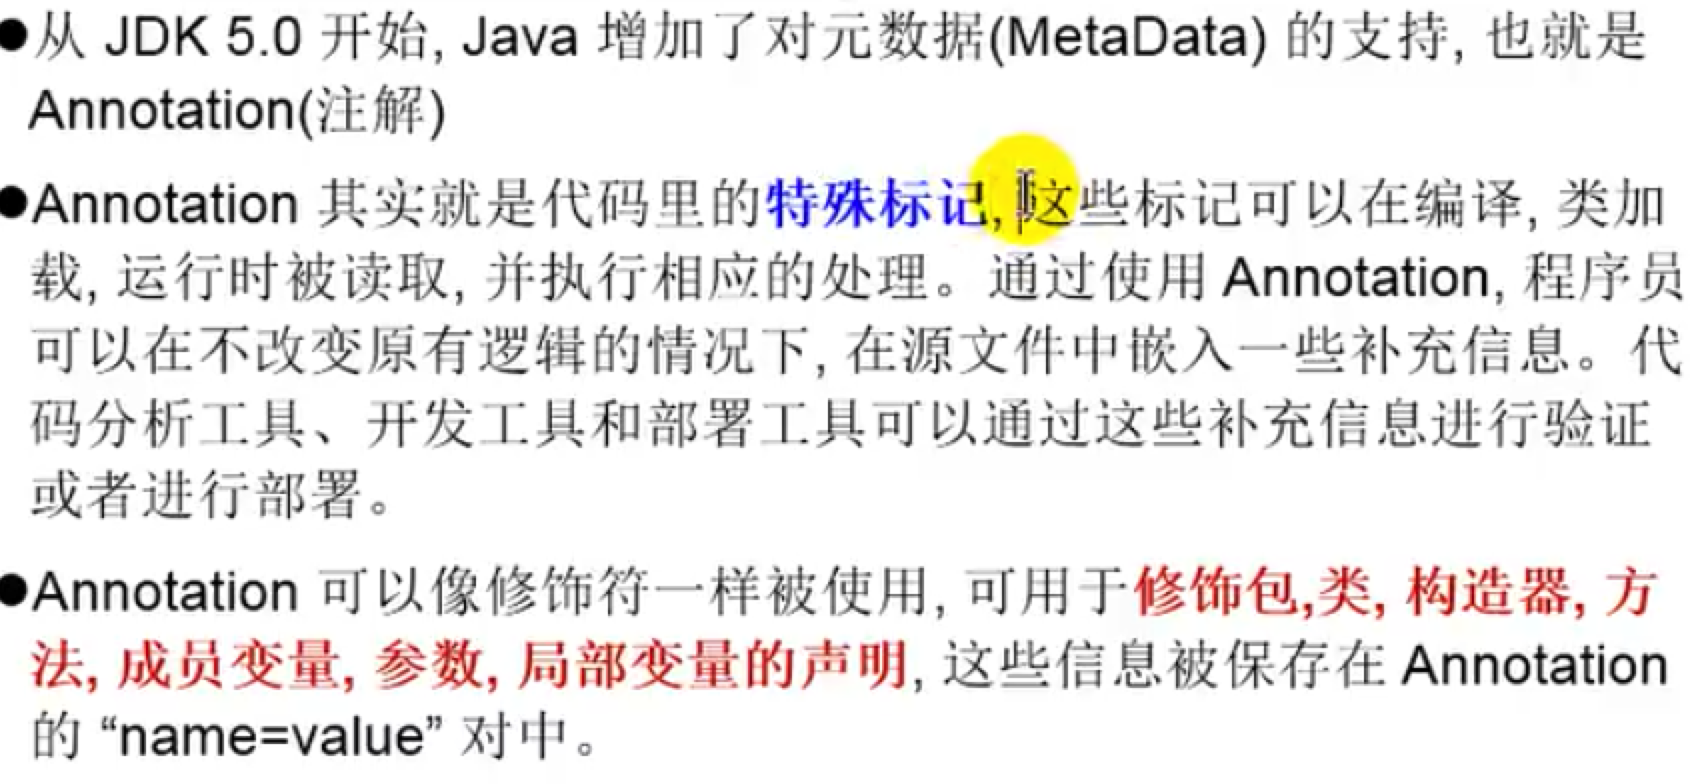 ●从 JDK 5.0 开始, Java 增加了对元数据(MetaData) 的支持, 也就是
Annotation(注解)
●Annotation 其实就是代码里的特殊标记, 这些标记可以在编译, 类加
载, 运行时被读取, 并执行相应的处理。通过使用 Annotation, 程序员
可以在不改变原有逻辑的情况下, 在源文件中嵌入一些补充信息。代
码分析工具、开发工具和部署工具可以通过这些补充信息进行验证
或者进行部署。
●Annotation 可以像修饰符一样被使用, 可用于修饰包,类, 构造器, 方
法, 成员变量, 参数, 局部变量的声明, 这些信息被保存在 Annotation
的 “name=value” 对中。